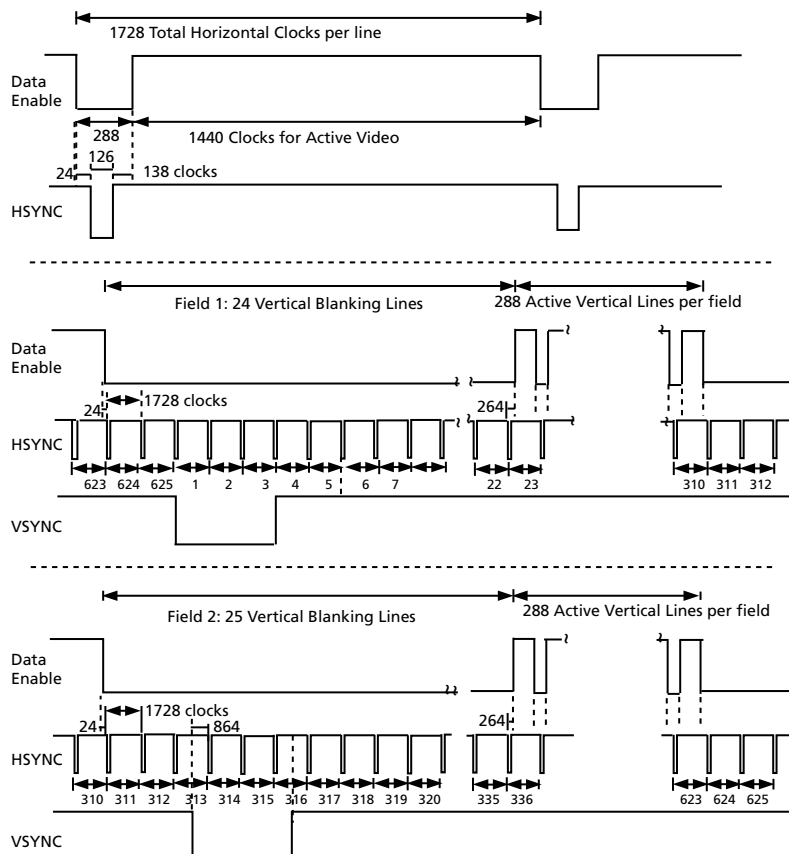 1728 Total Horizontal Clocks per line
Data
Enable
288
1440 Clocks for Active Video
126
24
138 clocks
HSYNC
Field 1: 24 Vertical Blanking Lines
288 Active Vertical Lines per field
Data
Enable
1728 clocks
24
264
HSYNC
623 624 625 1 2 3 4 5 6 7 22 23 310 311 312
VSYNC
Field 2: 25 Vertical Blanking Lines
288 Active Vertical Lines per field
Data
Enable
1728 clocks
24
864
264
HSYNC
310 311 312 313 314 315 316 317 318 319 320 335 336 623 624 625
VSYNC